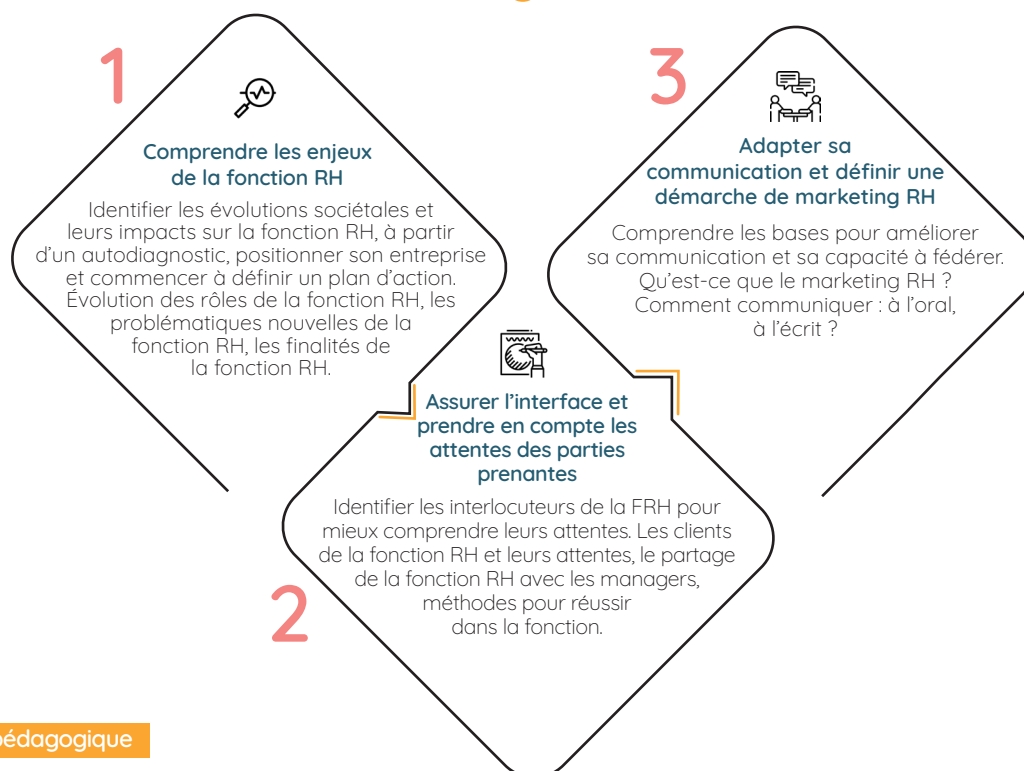 1
Comprendre les enjeux
de la fonction RH
Identifier les évolutions sociétales et
leurs impacts sur la fonction RH, à partir
d'un autodiagnostic, positionner son entreprise
et commencer à définir un plan d'action.
Évolution des rôles de la fonction RH, les
problématiques nouvelles de la
fonction RH, les finalités de
la fonction RH.
2
Assurer l'interface et
prendre en compte les
attentes des parties
prenantes
Identifier les interlocuteurs de la FRH pour
mieux comprendre leurs attentes. Les clients
de la fonction RH et leurs attentes, le partage
de la fonction RH avec les managers,
méthodes pour réussir
dans la fonction.
3
Adapter sa
communication et définir une
démarche de marketing RH
Comprendre les bases pour améliorer
sa communication et sa capacité à fédérer.
Qu'est-ce que le marketing RH ?
Comment communiquer : à l'oral,
à l'écrit ?
pédagogique